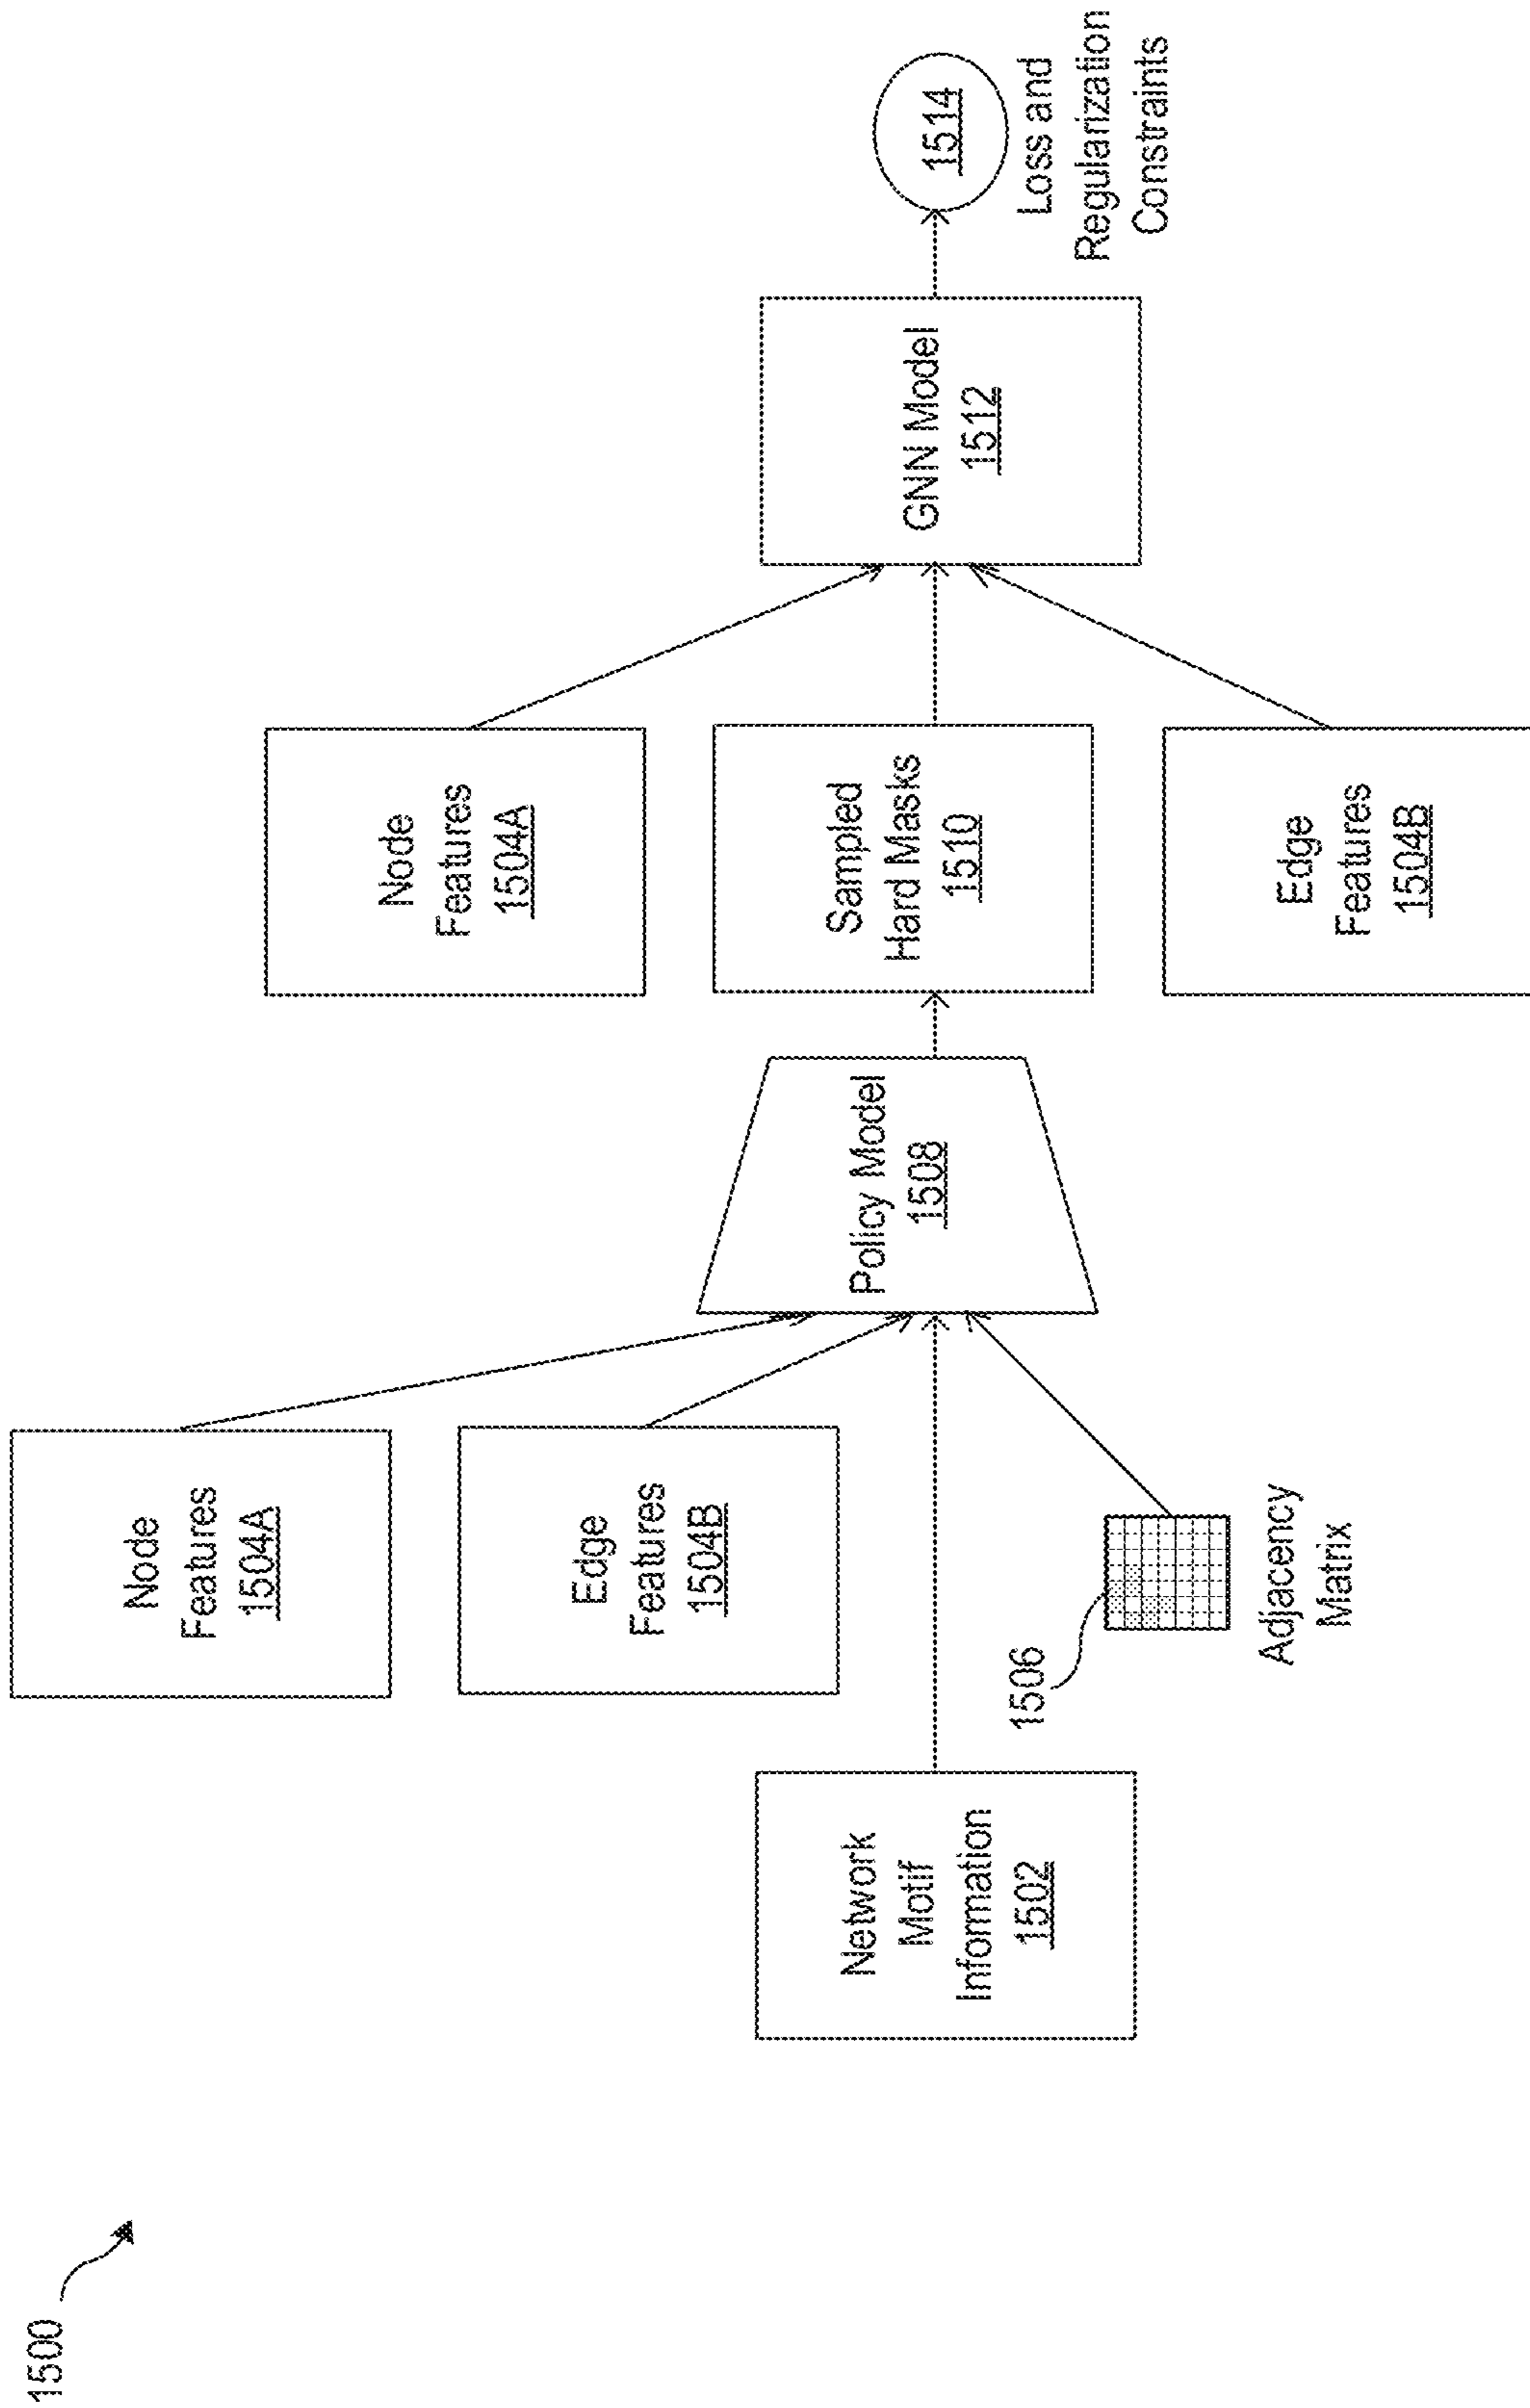 1500
Node
Features
1504A
Edge
Features
1504B
Network
Motif
Information
1502
1506
Adjacency
Matrix
Policy Model
1508
Node
Features
1504A
Sampled
Hard Masks
1510
Edge
Features
1504B
GNN Model
1512
1514
Loss and
Regularization
Constraints